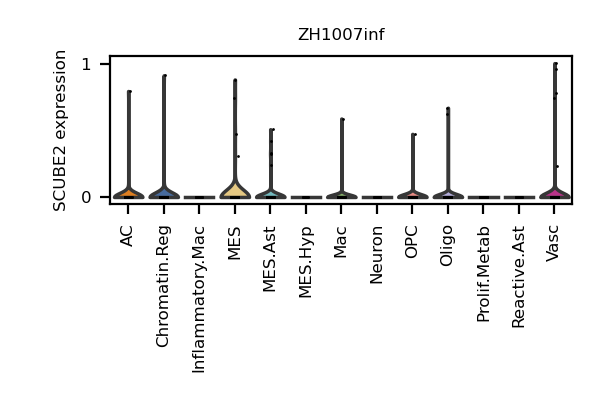 ZH1007inf
SCUBE2 expression
1
0
AC
Chromatin.Reg
Inflammatory.Mac
MES
MES.Ast
MES.Hyp
Mac
Neuron
OPC
Oligo
Prolif.Metab
Reactive.Ast
Vasc